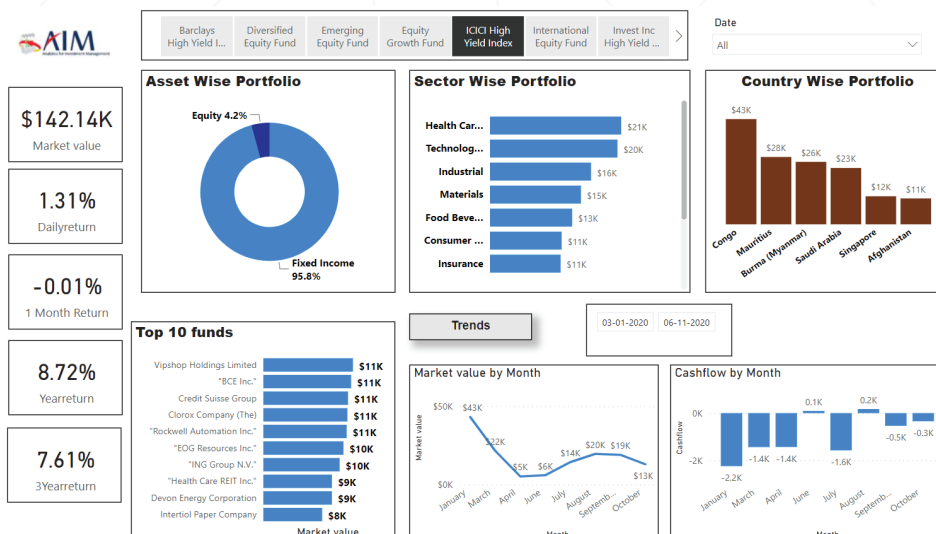 AIM
Analytics for Investment Management
Barclays
High Yield I...
Diversified
Equity Fund
Emerging
Equity Fund
Equity
Growth Fund
ICICI High
Yield Index
International
Equity Fund
Invest Inc
High Yield ...
Date
All
$142.14K
Market value
1.31%
Dailyreturn
-0.01%
1 Month Return
8.72%
Yearreturn
7.61%
3Yearreturn
Asset Wise Portfolio
Equity 4.2%
Fixed Income
95.8%
Sector Wise Portfolio
Health Car... $21K
Technolog... $20K
Industrial $16K
Materials $15K
Food Beve... $13K
Consumer ... $11K
Insurance $11K
Country Wise Portfolio
$43K
$28K
$26K
$23K
$12K
$11K
Congo
Mauritius
Burma (Myanmar)
Saudi Arabia
Singapore
Afghanistan
Top 10 funds
Vipshop Holdings Limited $11K
"BCE Inc." $11K
Credit Suisse Group $11K
Clorox Company (The) $11K
"Rockwell Automation Inc." $11K
"EOG Resources Inc." $10K
"ING Group N.V." $10K
"Health Care REIT Inc." $9K
Devon Energy Corporation $9K
Intertiol Paper Company $8K
Market value
Trends
03-01-2020 06-11-2020
Market value by Month
Market value
$50K
$0K
$43K
$22K
$5K
$6K
$14K
$20K
$19K
$13K
January
March
April
June
July
August
Septemb...
October
Month
Cashflow by Month
Cashflow
0K
-2K
-2.2K
-1.4K
-1.4K
0.1K
-1.6K
0.2K
-0.5K
-0.3K
January
March
April
June
July
August
Septemb...
October
Month